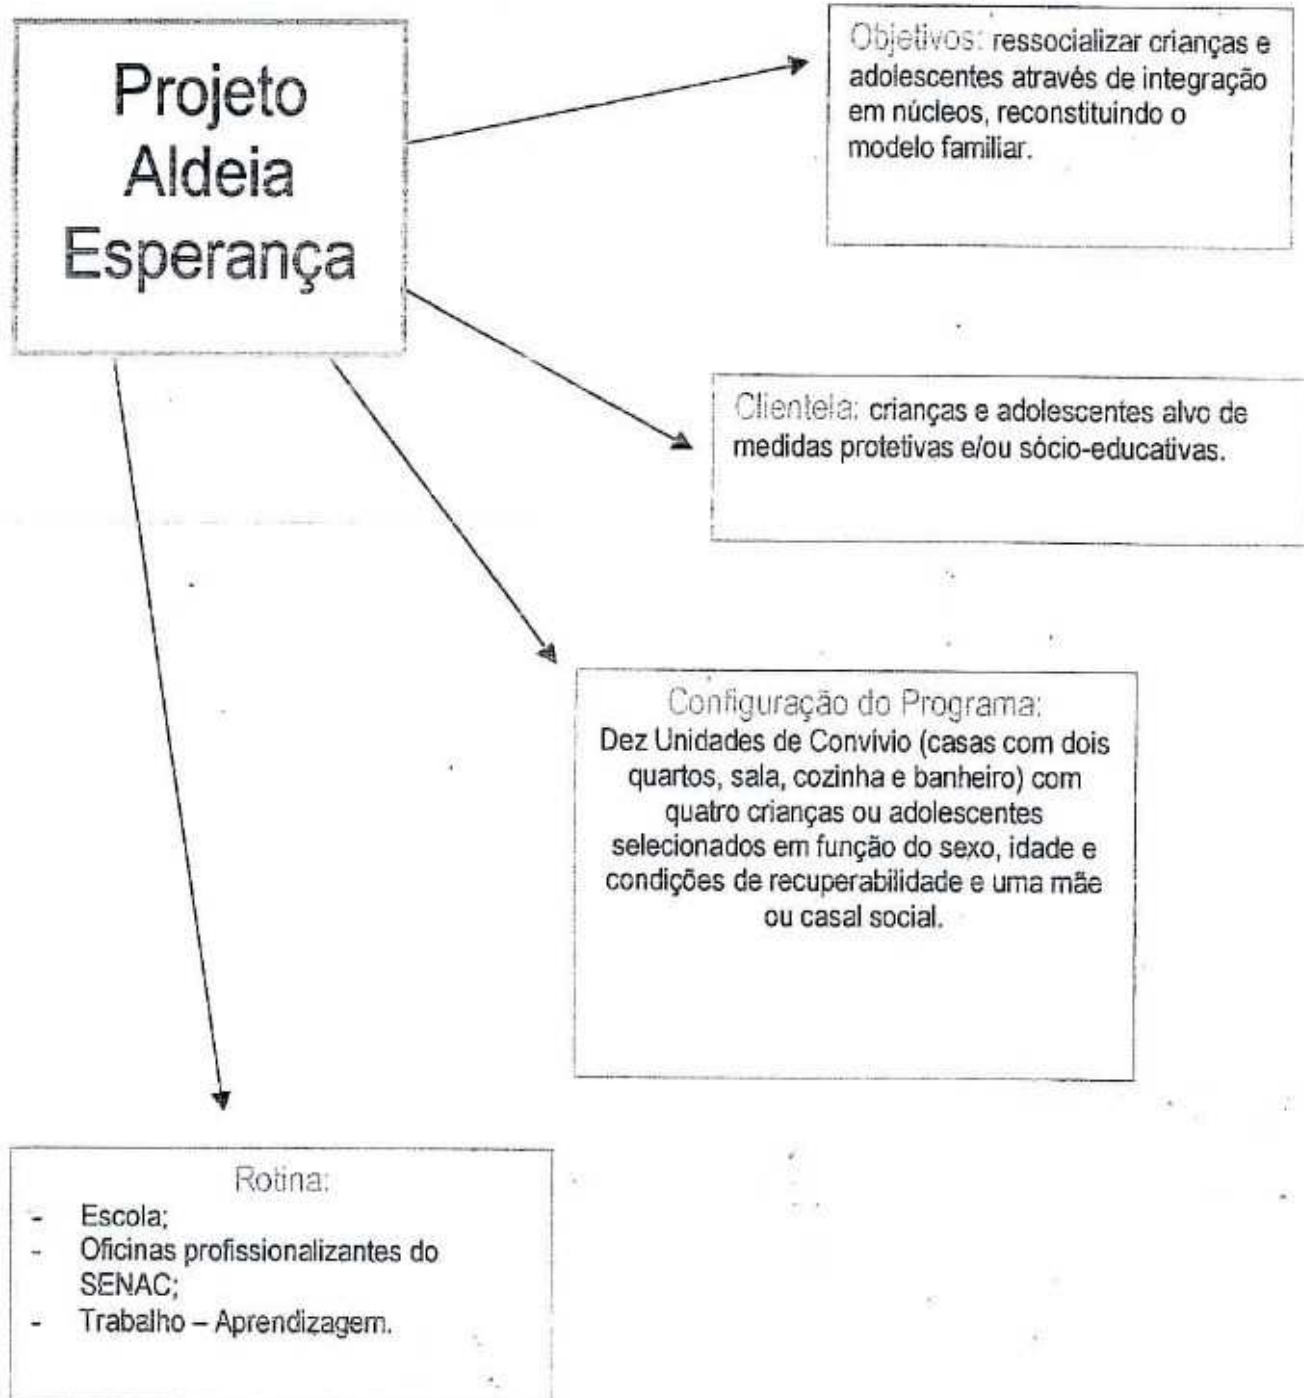 Projeto
Aldeia
Esperança
Objetivos: ressocializar crianças e
adolescentes através de integração
em núcleos, reconstituindo o
modelo familiar.
Clientela: crianças e adolescentes alvo de
medidas protetivas e/ou sócio-educativas.
Configuração do Programa:
Dez Unidades de Convívio (casas com dois
quartos, sala, cozinha e banheiro) com
quatro crianças ou adolescentes
selecionados em função do sexo, idade e
condições de recuperabilidade e uma mãe
ou casal social.
Rotina:
- Escola;
- Oficinas profissionalizantes do
SENAC;
- Trabalho – Aprendizagem.